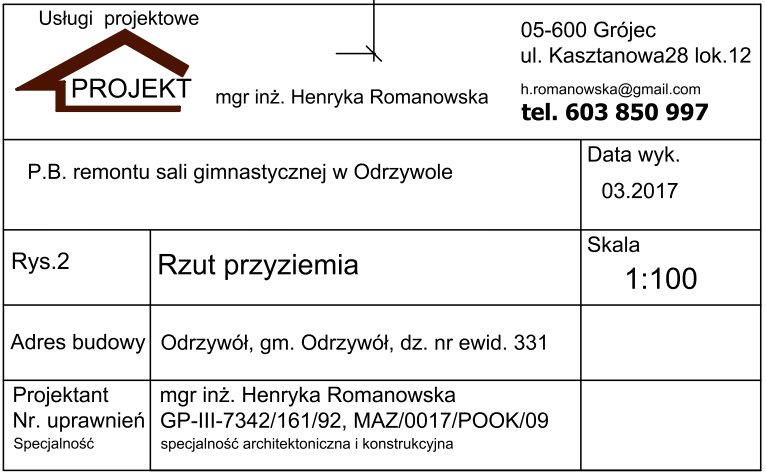 Usługi projektowe
PROJEKT
mgr inż. Henryka Romanowska
05-600 Grójec
ul. Kasztanowa28 lok.12
h.romanowska@gmail.com
tel. 603 850 997
P.B. remontu sali gimnastycznej w Odrzywole
Data wyk.
03.2017
Rys.2
Rzut przyziemia
Skala
1:100
Adres budowy
Odrzywół, gm. Odrzywół, dz. nr ewid. 331
Projektant
mgr inż. Henryka Romanowska
Nr. uprawnień
GP-III-7342/161/92, MAZ/0017/POOK/09
Specjalność
specjalność architektoniczna i konstrukcyjna